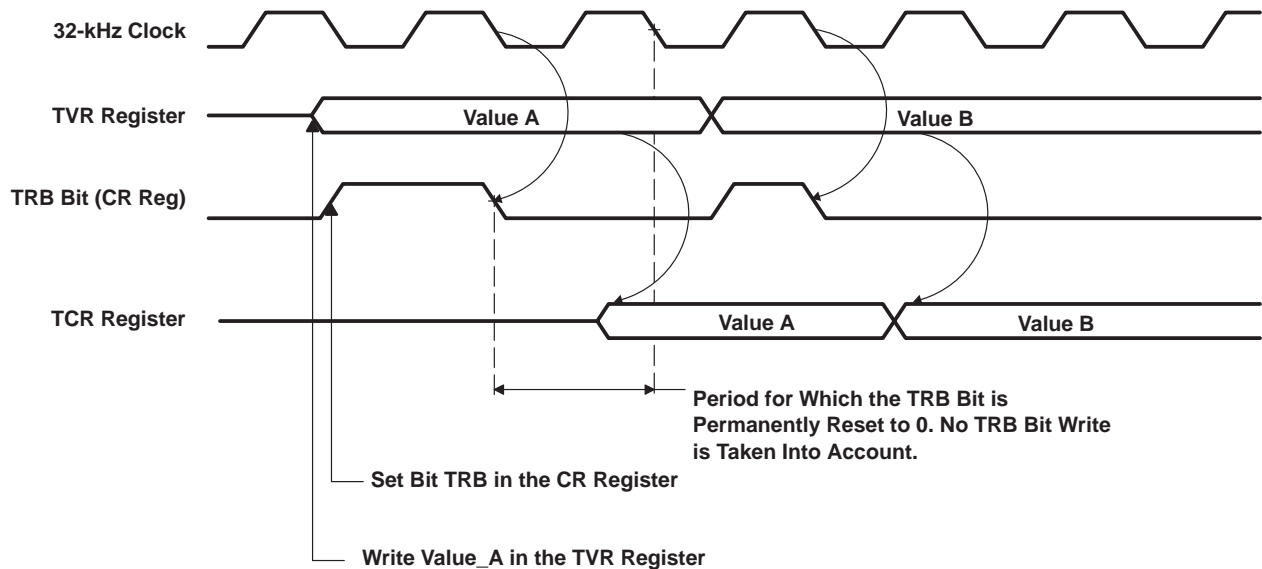 32-kHz Clock
TVR Register
Value A
Value B
TRB Bit (CR Reg)
TCR Register
Value A
Value B
Period for Which the TRB Bit is
Permanently Reset to 0. No TRB Bit Write
is Taken Into Account.
Set Bit TRB in the CR Register
Write Value_A in the TVR Register